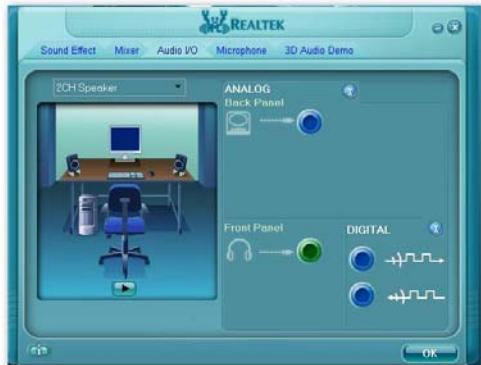 REALTEK
Sound Effect Mixer Audio I/O Microphone 3D Audio Demo
2CH Speaker
ANALOG
Back Panel
Front Panel
DIGITAL
OK